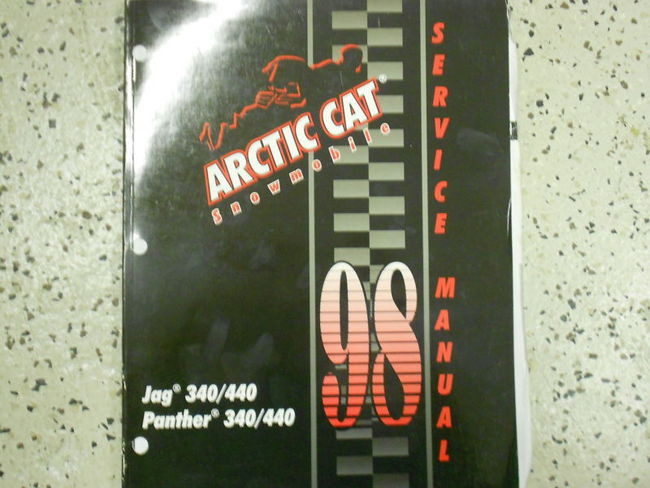 ARCTIC CAT®
Snowmobile
SERVICE MANUAL
98
Jag® 340/440
Panther® 340/440